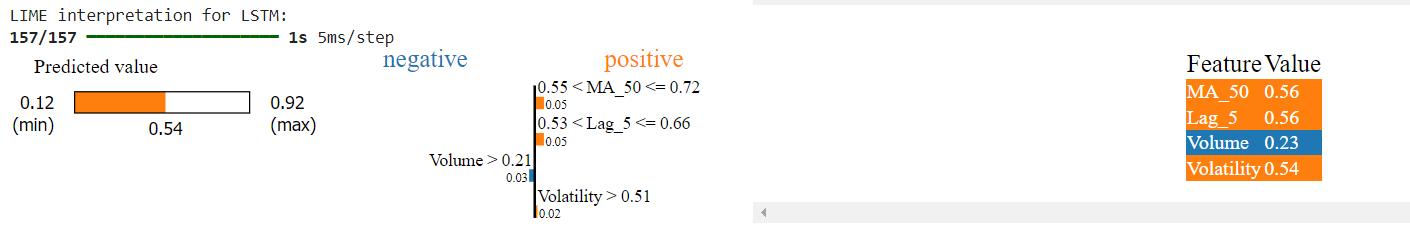 LIME interpretation for LSTM:
157/157 ━━━━━━━━━━━━━━━━━━━━ 1s 5ms/step
Predicted value
0.12
(min)
0.92
(max)
0.54
negative
positive
0.55 < MA_50 <= 0.72
0.05
0.53 < Lag_5 <= 0.66
0.05
Volume > 0.21
0.03
Volatility > 0.51
0.02
Feature Value
MA_50 0.56
Lag_5 0.56
Volume 0.23
Volatility 0.54